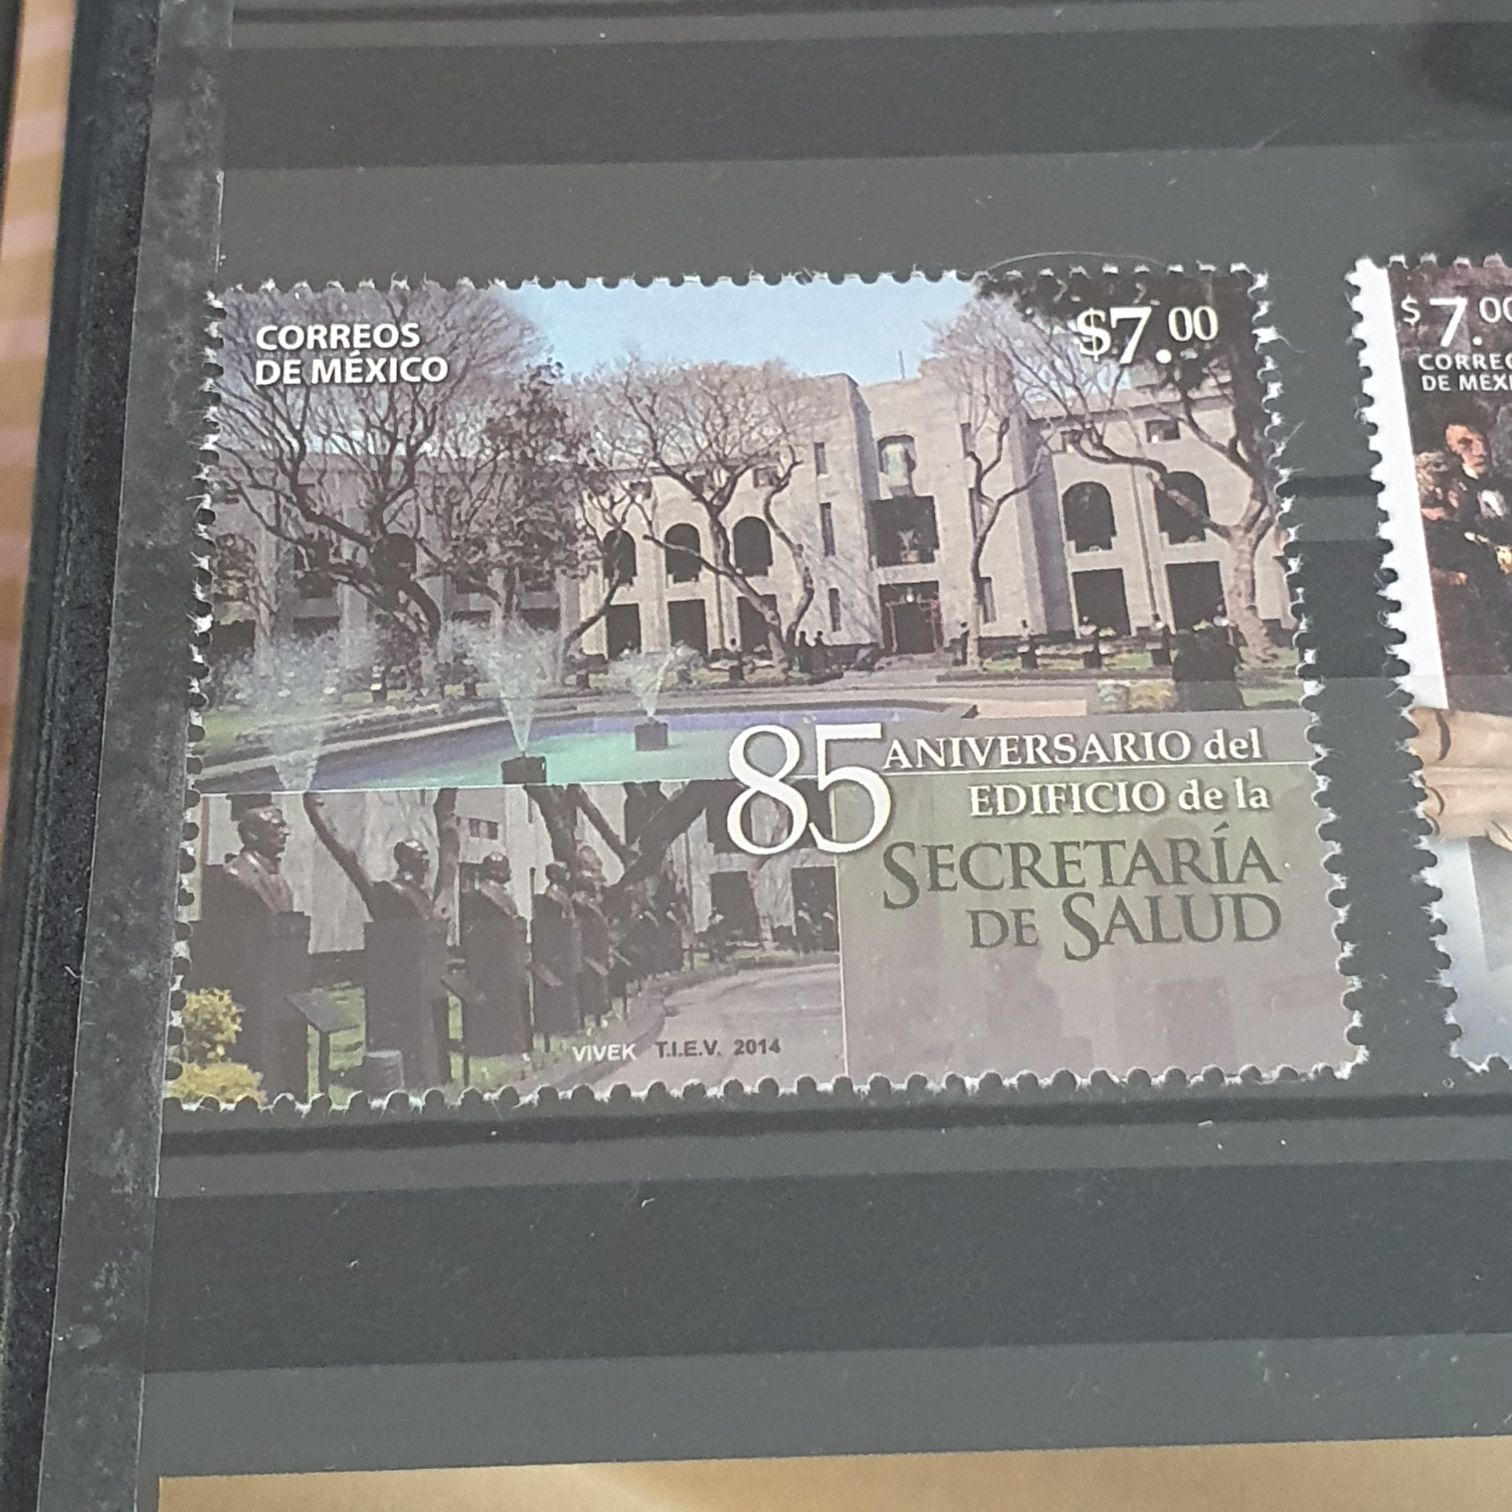 CORREOS
DE MÉXICO
$7.00
85 ANIVERSARIO del
EDIFICIO de la
SECRETARÍA
DE SALUD
VIVEK T.I.E.V. 2014
$7.00